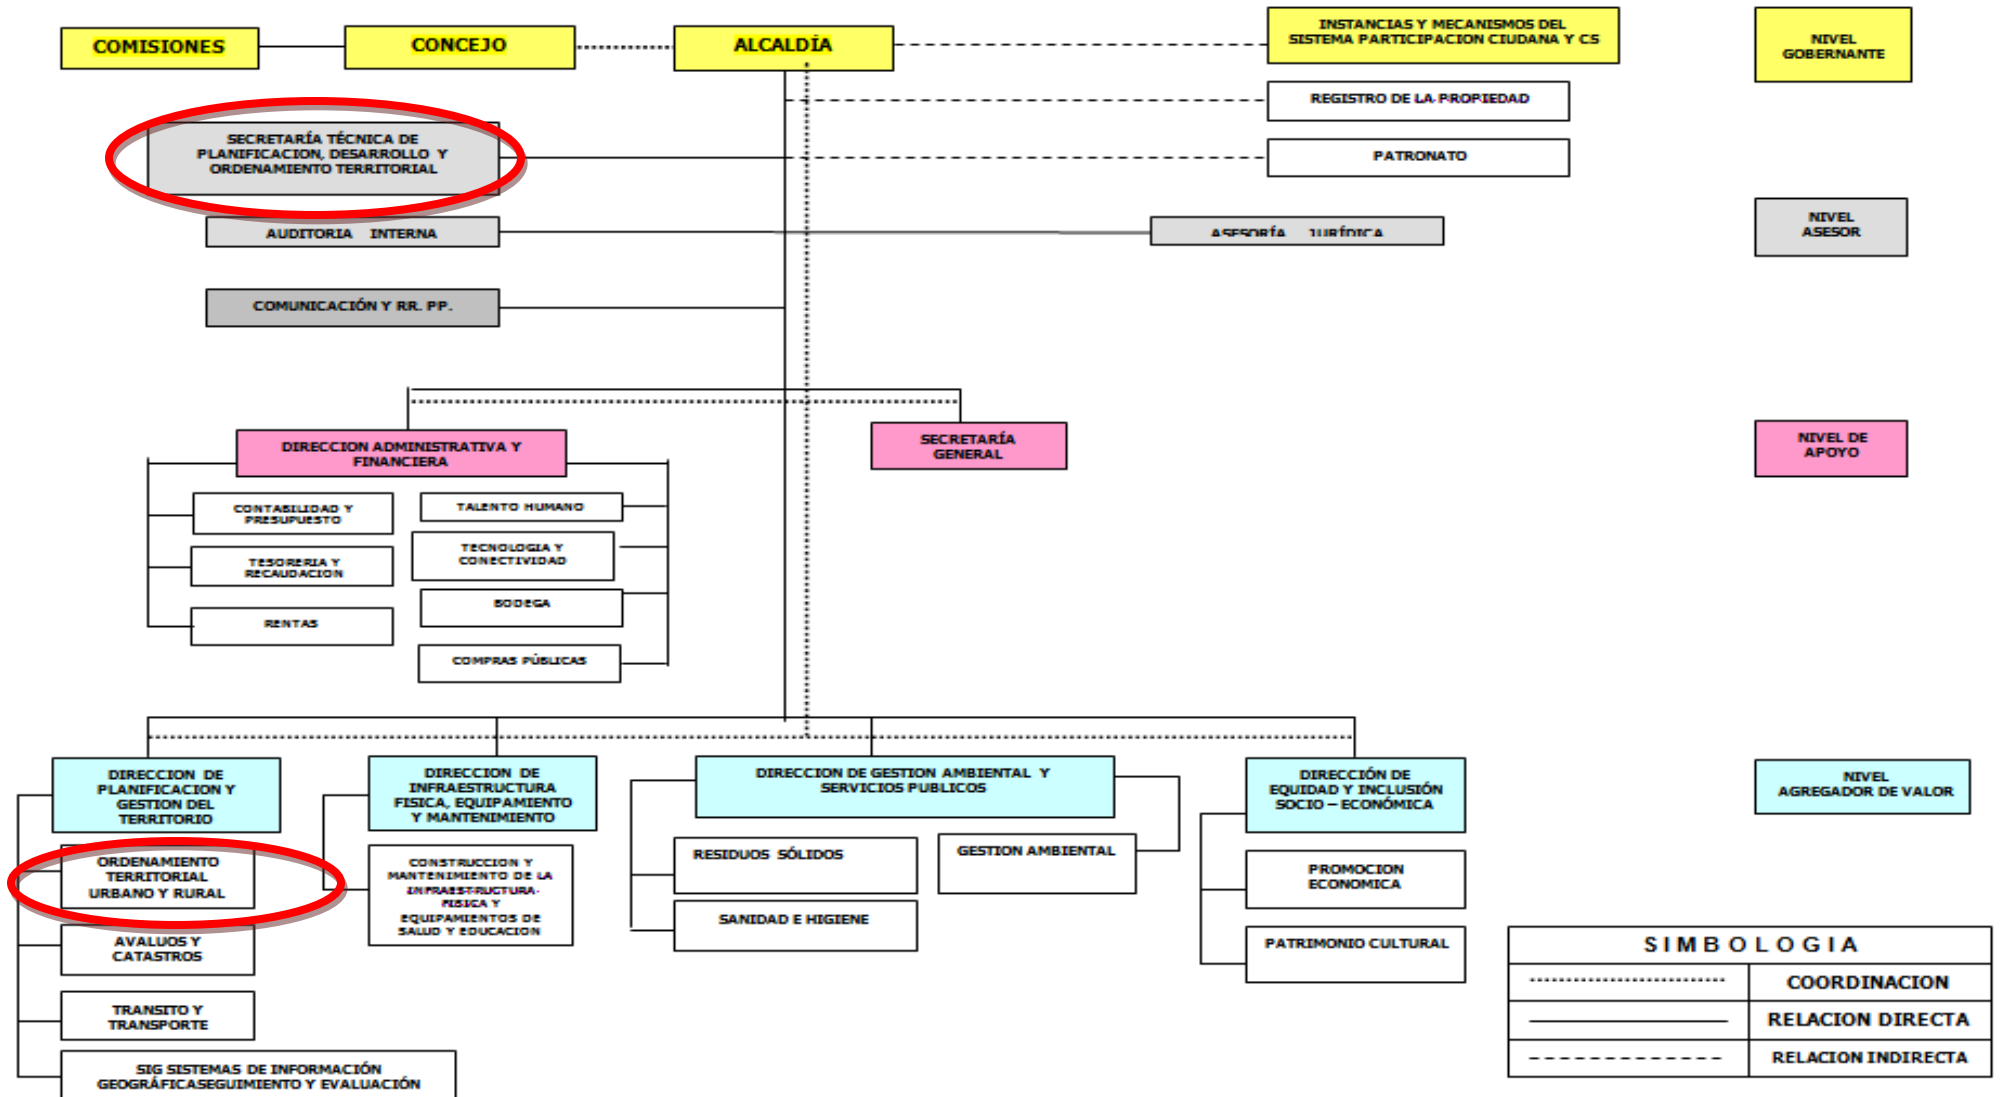 COMISIONES
CONCEJO
ALCALDÍA
INSTANCIAS Y MECANISMOS DEL
SISTEMA PARTICIPACION CIUDANA Y CS
NIVEL
GOBERNANTE
REGISTRO DE LA PROPIEDAD
SECRETARÍA TÉCNICA DE
PLANIFICACION, DESARROLLO Y
ORDENAMIENTO TERRITORIAL
PATRONATO
AUDITORIA INTERNA
ASESORÍA JURÍDICA
NIVEL
ASESOR
COMUNICACIÓN Y RR. PP.
DIRECCION ADMINISTRATIVA Y
FINANCIERA
SECRETARÍA
GENERAL
NIVEL DE
APOYO
CONTABILIDAD Y
PRESUPUESTO
TALENTO HUMANO
TESORERIA Y
RECAUDACION
TECNOLOGIA Y
CONECTIVIDAD
RENTAS
BODEGA
COMPRAS PÚBLICAS
DIRECCION DE
PLANIFICACION Y
GESTION DEL
TERRITORIO
DIRECCION DE
INFRAESTRUCTURA
FISICA, EQUIPAMIENTO
Y MANTENIMIENTO
DIRECCION DE GESTION AMBIENTAL Y
SERVICIOS PUBLICOS
DIRECCIÓN DE
EQUIDAD Y INCLUSIÓN
SOCIO – ECONÓMICA
NIVEL
AGREGADOR DE VALOR
ORDENAMIENTO
TERRITORIAL
URBANO Y RURAL
CONSTRUCCION Y
MANTENIMIENTO DE LA
INFRAESTRUCTURA
FISICA Y
EQUIPAMIENTOS DE
SALUD Y EDUCACION
RESIDUOS SÓLIDOS
GESTION AMBIENTAL
PROMOCION
ECONOMICA
AVALUOS Y
CATASTROS
SANIDAD E HIGIENE
PATRIMONIO CULTURAL
TRANSITO Y
TRANSPORTE
SIG SISTEMAS DE INFORMACIÓN
GEOGRÁFICASEGUIMIENTO Y EVALUACIÓN
SIMBOLOGIA
COORDINACION
RELACION DIRECTA
RELACION INDIRECTA